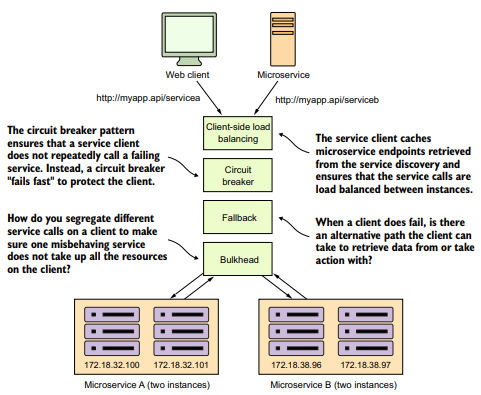 Web client
Microservice
http://myapp.api/servicea
http://myapp.api/serviceb
Client-side load
balancing
The circuit breaker pattern
ensures that a service client
does not repeatedly call a failing
service. Instead, a circuit breaker
"fails fast" to protect the client.
The service client caches
microservice endpoints retrieved
from the service discovery and
ensures that the service calls are
load balanced between instances.
Circuit
breaker
Fallback
How do you segregate different
service calls on a client to make
sure one misbehaving service
does not take up all the resources
on the client?
When a client does fail, is there
an alternative path the client can
take to retrieve data from or take
action with?
Bulkhead
172.18.32.100
172.18.32.101
172.18.38.96
172.18.38.97
Microservice A (two instances)
Microservice B (two instances)